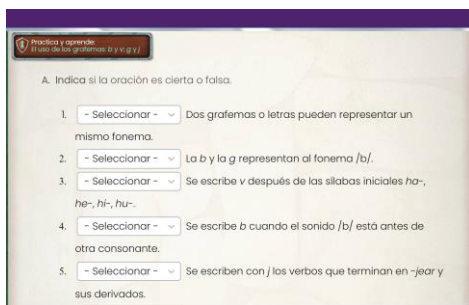 Practica y aprende:
El uso de los grafemas: b y v; g y j
A. Indica si la oración es cierta o falsa.
1. - Seleccionar - Dos grafemas o letras pueden representar un
mismo fonema.
2. - Seleccionar - La b y la g representan al fonema /b/.
3. - Seleccionar - Se escribe v después de las sílabas iniciales ha-,
he-, hi-, hu-.
4. - Seleccionar - Se escribe b cuando el sonido /b/ está antes de
otra consonante.
5. - Seleccionar - Se escriben con j los verbos que terminan en -jear y
sus derivados.